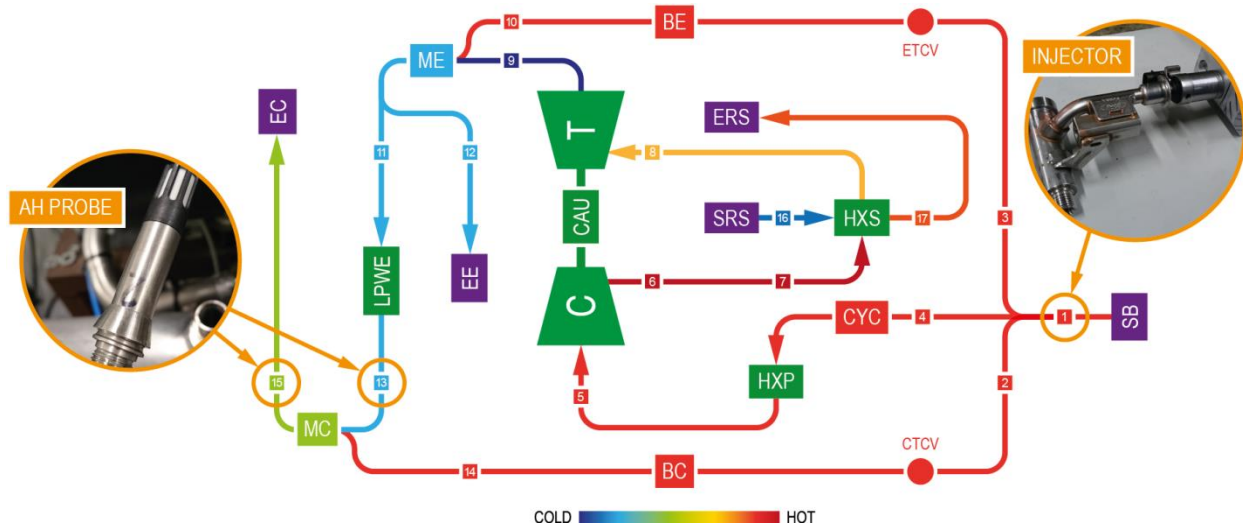 10
BE
ETCV
INJECTOR
ME
9
EC
T
ERS
11
12
8
AH PROBE
CAU
SRS
16
HXS
17
3
LPWE
EE
6
7
C
CYC
4
1
SB
15
13
5
HXP
2
MC
CTCV
14
BC
COLD
HOT